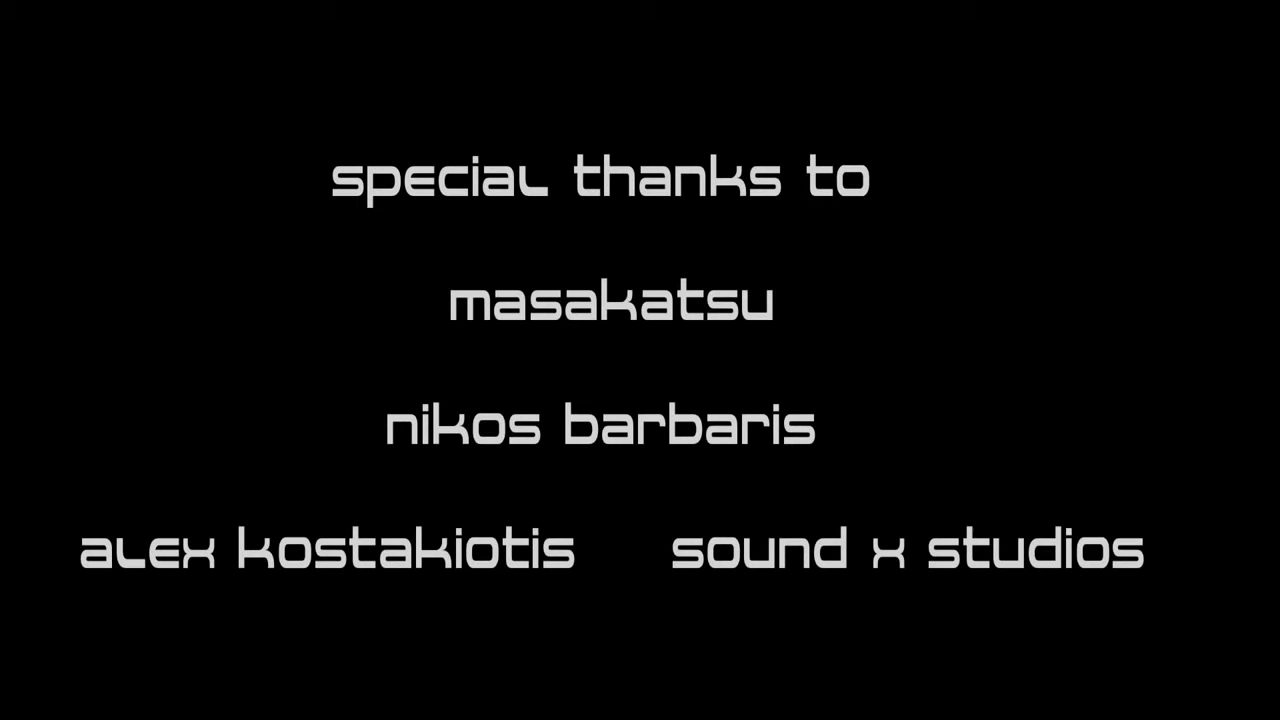 special thanks to
masakatsu
nikos barbaris
alex kostakiotis sound x studios